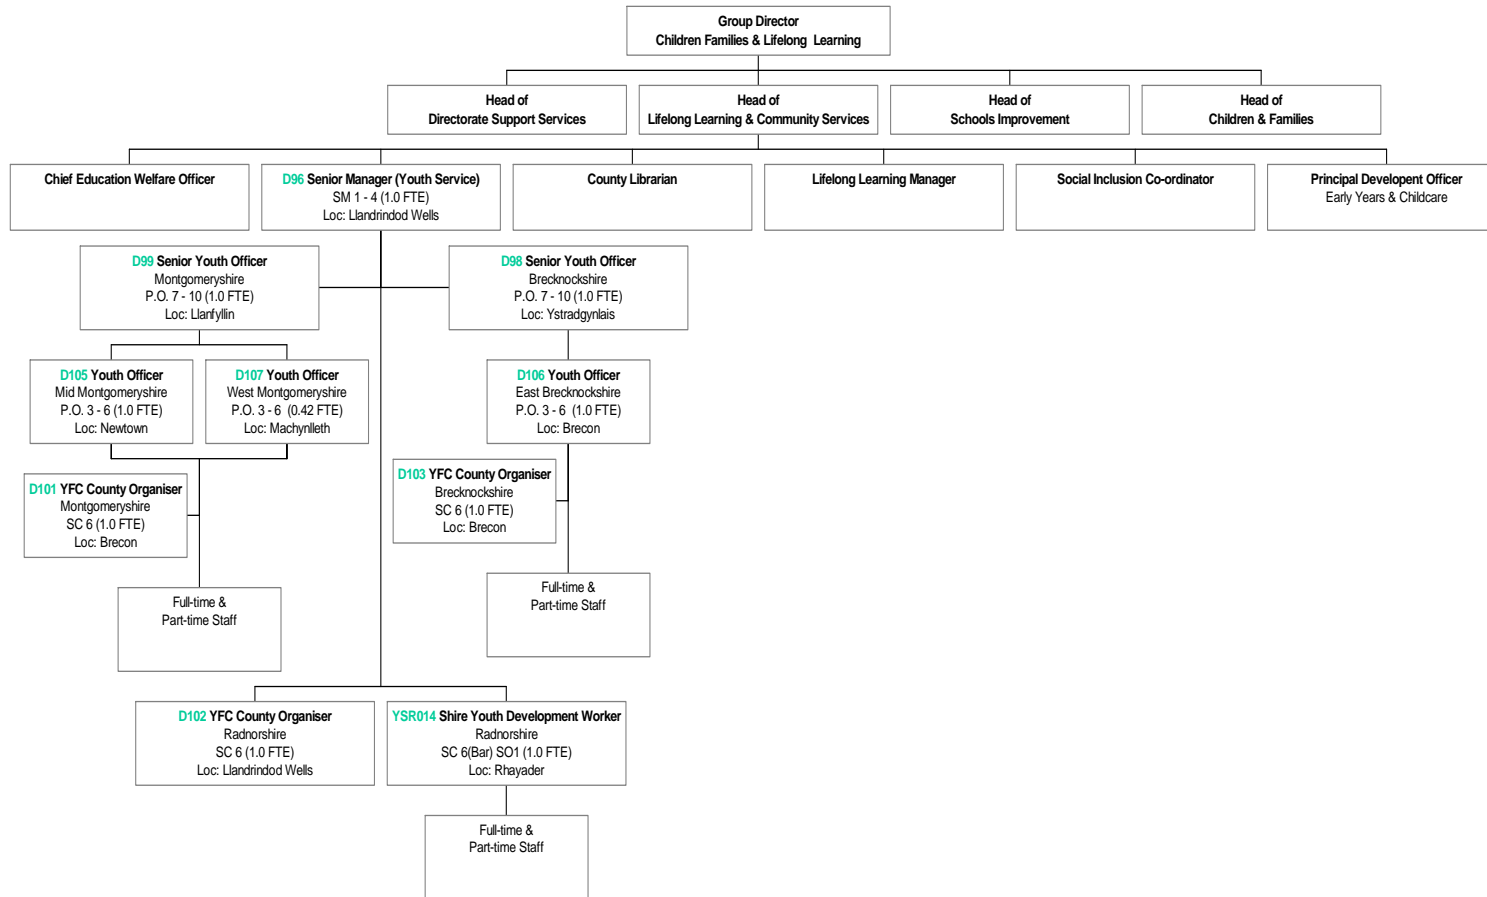 Group Director
Children Families & Lifelong Learning
Head of
Directorate Support Services
Head of
Lifelong Learning & Community Services
Head of
Schools Improvement
Head of
Children & Families
Chief Education Welfare Officer
D96 Senior Manager (Youth Service)
SM 1 - 4 (1.0 FTE)
Loc: Llandrindod Wells
County Librarian
Lifelong Learning Manager
Social Inclusion Co-ordinator
Principal Develpent Officer
Early Years & Childcare
D99 Senior Youth Officer
Montgomeryshire
P.O. 7 - 10 (1.0 FTE)
Loc: Llanfyllin
D98 Senior Youth Officer
Brecknockshire
P.O. 7 - 10 (1.0 FTE)
Loc: Ystradgynlais
D105 Youth Officer
Mid Montgomeryshire
P.O. 3 - 6 (1.0 FTE)
Loc: Newtown
D107 Youth Officer
West Montgomeryshire
P.O. 3 - 6 (0.42 FTE)
Loc: Machynlleth
D106 Youth Officer
East Brecknockshire
P.O. 3 - 6 (1.0 FTE)
Loc: Brecon
D101 YFC County Organiser
Montgomeryshire
SC 6 (1.0 FTE)
Loc: Brecon
D103 YFC County Organiser
Brecknockshire
SC 6 (1.0 FTE)
Loc: Brecon
Full-time &
Part-time Staff
Full-time &
Part-time Staff
D102 YFC County Organiser
Radnorshire
SC 6 (1.0 FTE)
Loc: Llandrindod Wells
YSR014 Shire Youth Development Worker
Radnorshire
SC 6(Bar) SO1 (1.0 FTE)
Loc: Rhayader
Full-time &
Part-time Staff